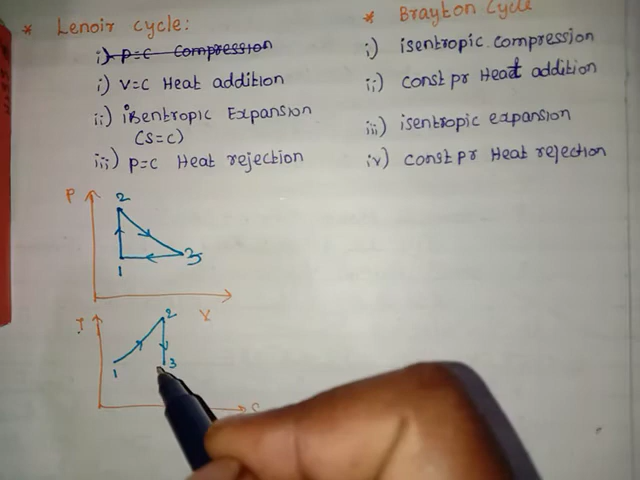 * Lenoir Cycle:
i) p=c Compression
i) v=c Heat addition
ii) isentropic Expansion
(s=c)
iii) p=c Heat rejection
* Brayton Cycle
i) isentropic compression
ii) const pr Heat addition
iii) isentropic expansion
iv) const pr Heat rejection
P
2
1
3
V
T
2
1
3
S